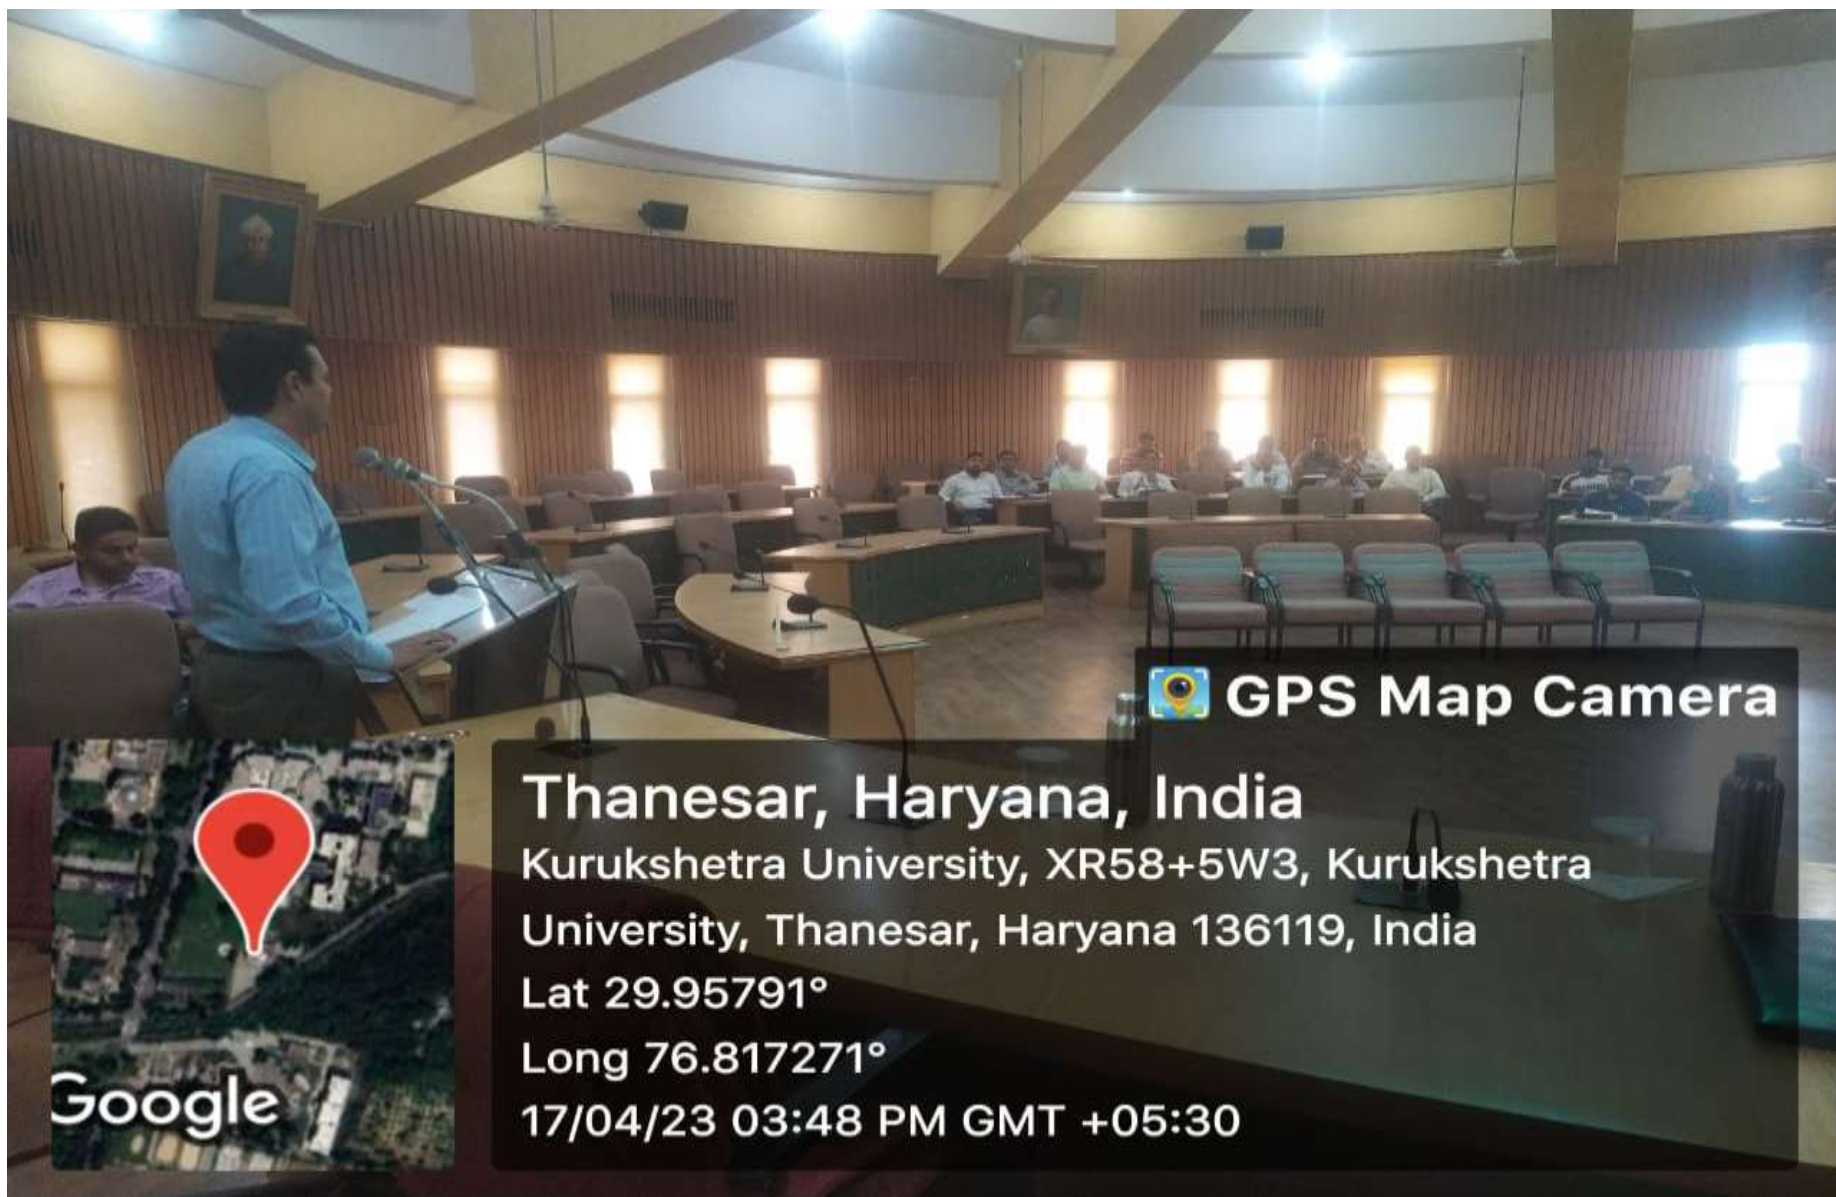 GPS Map Camera
Thanesar, Haryana, India
Kurukshetra University, XR58+5W3, Kurukshetra
University, Thanesar, Haryana 136119, India
Lat 29.95791°
Long 76.817271°
17/04/23 03:48 PM GMT +05:30
Google